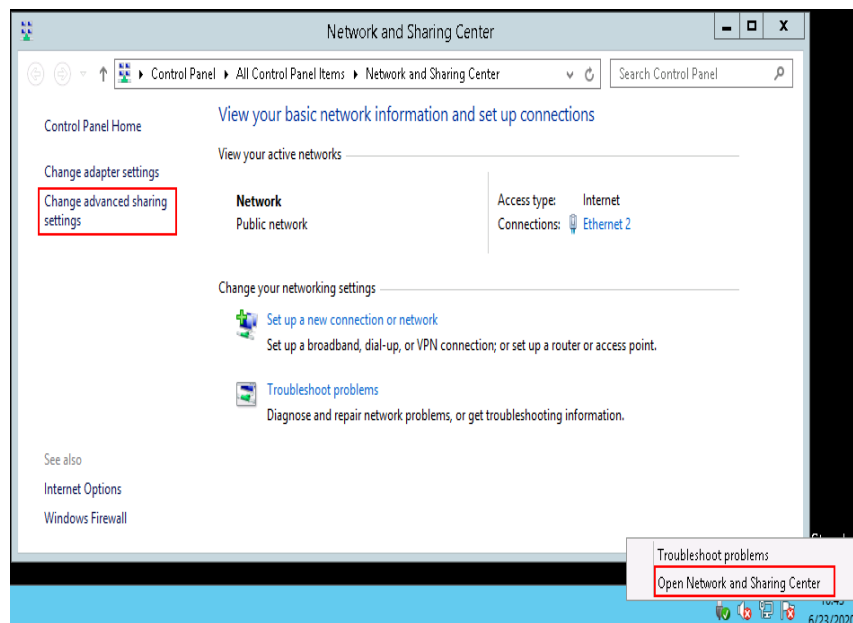 Network and Sharing Center
Control Panel ▸ All Control Panel Items ▸ Network and Sharing Center
Search Control Panel
Control Panel Home
Change adapter settings
Change advanced sharing
settings
View your basic network information and set up connections
View your active networks
Network
Public network
Access type: Internet
Connections: Ethernet 2
Change your networking settings
Set up a new connection or network
Set up a broadband, dial-up, or VPN connection; or set up a router or access point.
Troubleshoot problems
Diagnose and repair network problems, or get troubleshooting information.
See also
Internet Options
Windows Firewall
Troubleshoot problems
Open Network and Sharing Center
6/23/2020